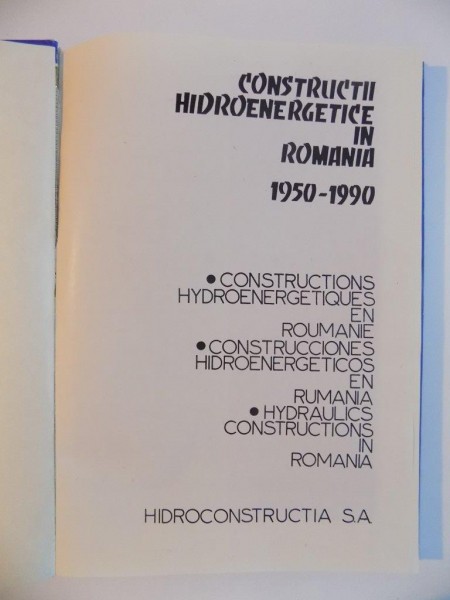 CONSTRUCTII
HIDROENERGETICE
IN
ROMANIA
1950-1990
• CONSTRUCTIONS
HYDROENERGETIQUES
EN
ROUMANIE
• CONSTRUCCIONES
HIDROENERGETICOS
EN
RUMANIA
• HYDRAULICS
CONSTRUCTIONS
IN
ROMANIA
HIDROCONSTRUCTIA S.A.